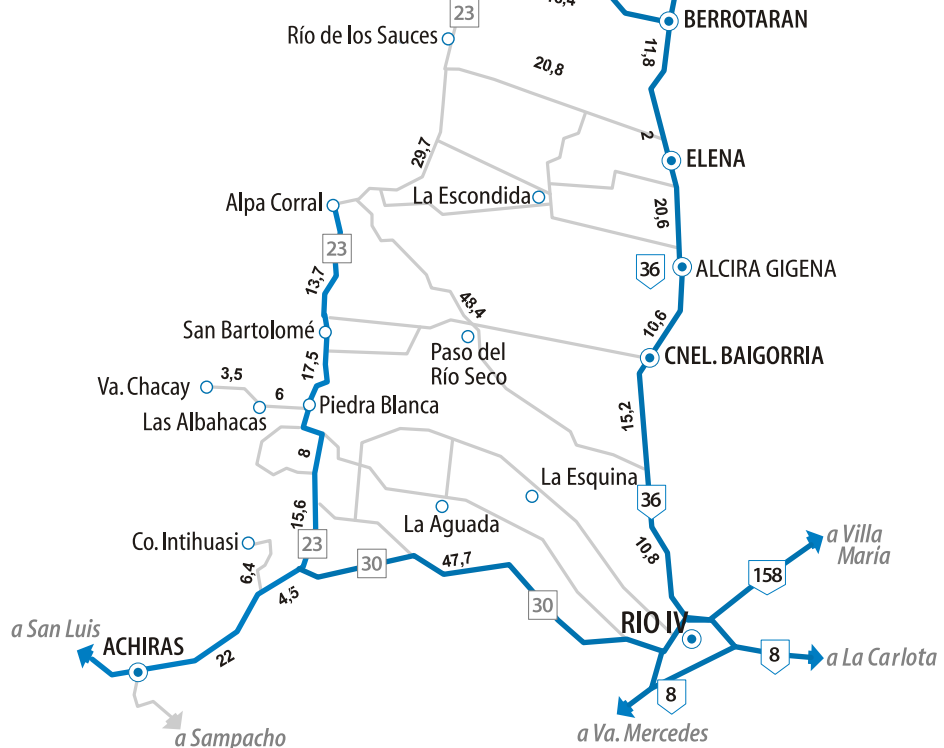 23
BERROTARAN
Río de los Sauces
11,8
20,8
2
ELENA
29,7
La Escondida
Alpa Corral
20,6
23
36
ALCIRA GIGENA
13,7
48,4
10,6
San Bartolomé
Paso del
Río Seco
CNEL. BAIGORRIA
17,5
3,5
Va. Chacay
6
Piedra Blanca
Las Albahacas
15,2
8
La Esquina
36
15,6
La Aguada
Co. Intihuasi
23
30
47,7
10,8
a Villa
María
6,4
158
4,5
30
RIO IV
a San Luis
ACHIRAS
22
8
a La Carlota
8
a Sampacho
a Va. Mercedes